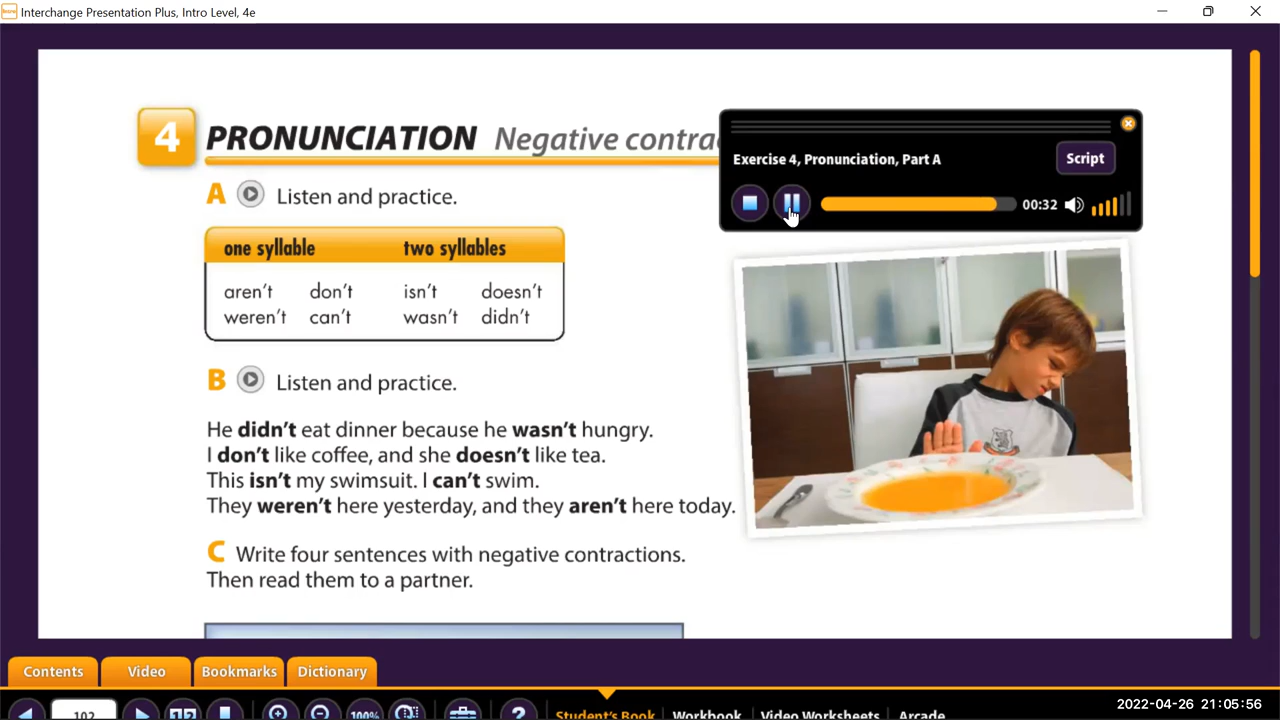 Interchange Presentation Plus, Intro Level, 4e
4 PRONUNCIATION Negative contrac
Exercise 4, Pronunciation, Part A
Script
00:32
A Listen and practice.
one syllable two syllables
aren't don't isn't doesn't
weren't can't wasn't didn't
B Listen and practice.
He didn't eat dinner because he wasn't hungry.
I don't like coffee, and she doesn't like tea.
This isn't my swimsuit. I can't swim.
They weren't here yesterday, and they aren't here today.
C Write four sentences with negative contractions.
Then read them to a partner.
Contents Video Bookmarks Dictionary
102 100% ? Student's Book Workbook Video Worksheets Arcade
2022-04-26 21:05:56